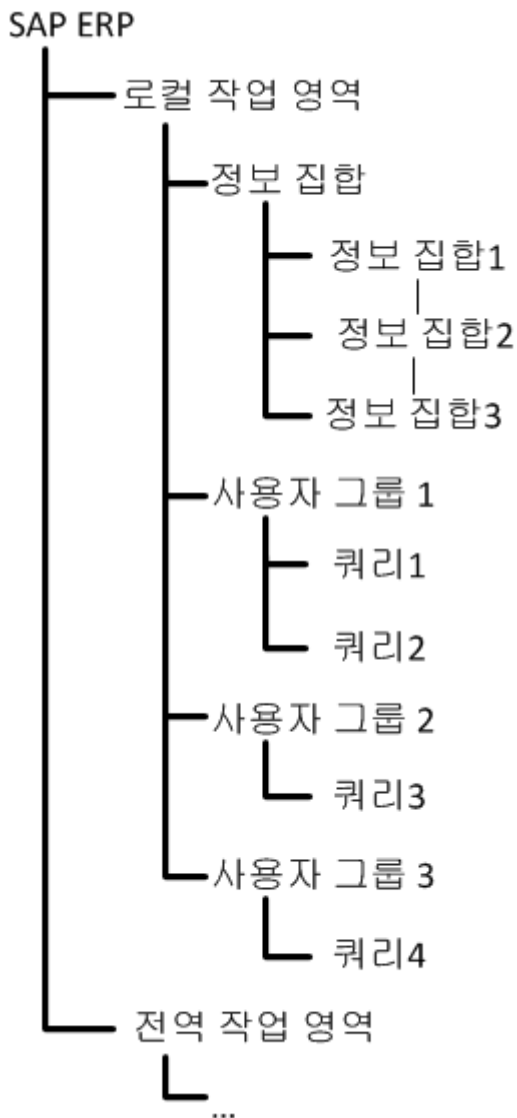 SAP ERP
로컬 작업 영역
정보 집합
정보 집합1
정보 집합2
정보 집합3
사용자 그룹 1
쿼리1
쿼리2
사용자 그룹 2
쿼리3
사용자 그룹 3
쿼리4
전역 작업 영역
...